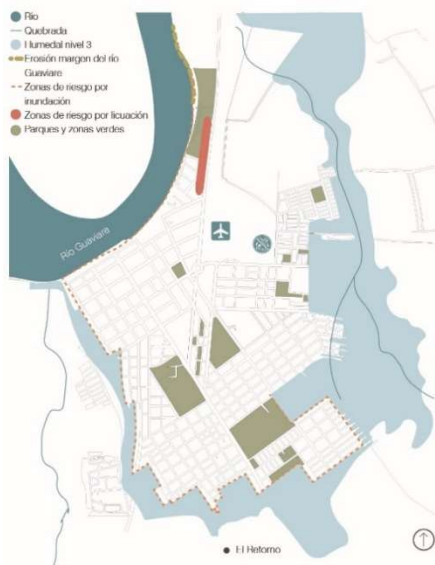 Río
Quebrada
Humedal nivel 3
Erosión margen del río
Guaviare
Zonas de riesgo por
inundación
Zonas de riesgo por licuación
Parques y zonas verdes
Río Guaviare
El Retorno